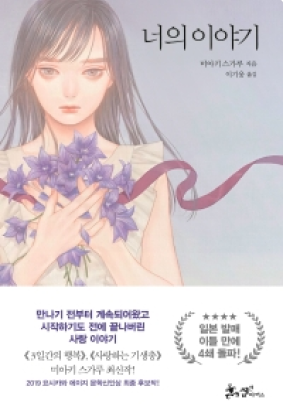 너의 이야기
미아키 스가루 지음
이기웅 옮김
만나기 전부터 계속되어왔고
시작하기도 전에 끝나버린
사랑 이야기
《3일간의 행복》, 《사랑하는 기생충》
미아키 스가루 최신작!
2019 요시카와 에이지 문학신인상 최종 후보작!
★★★★
일본 발매
이틀 만에
4쇄 돌파!